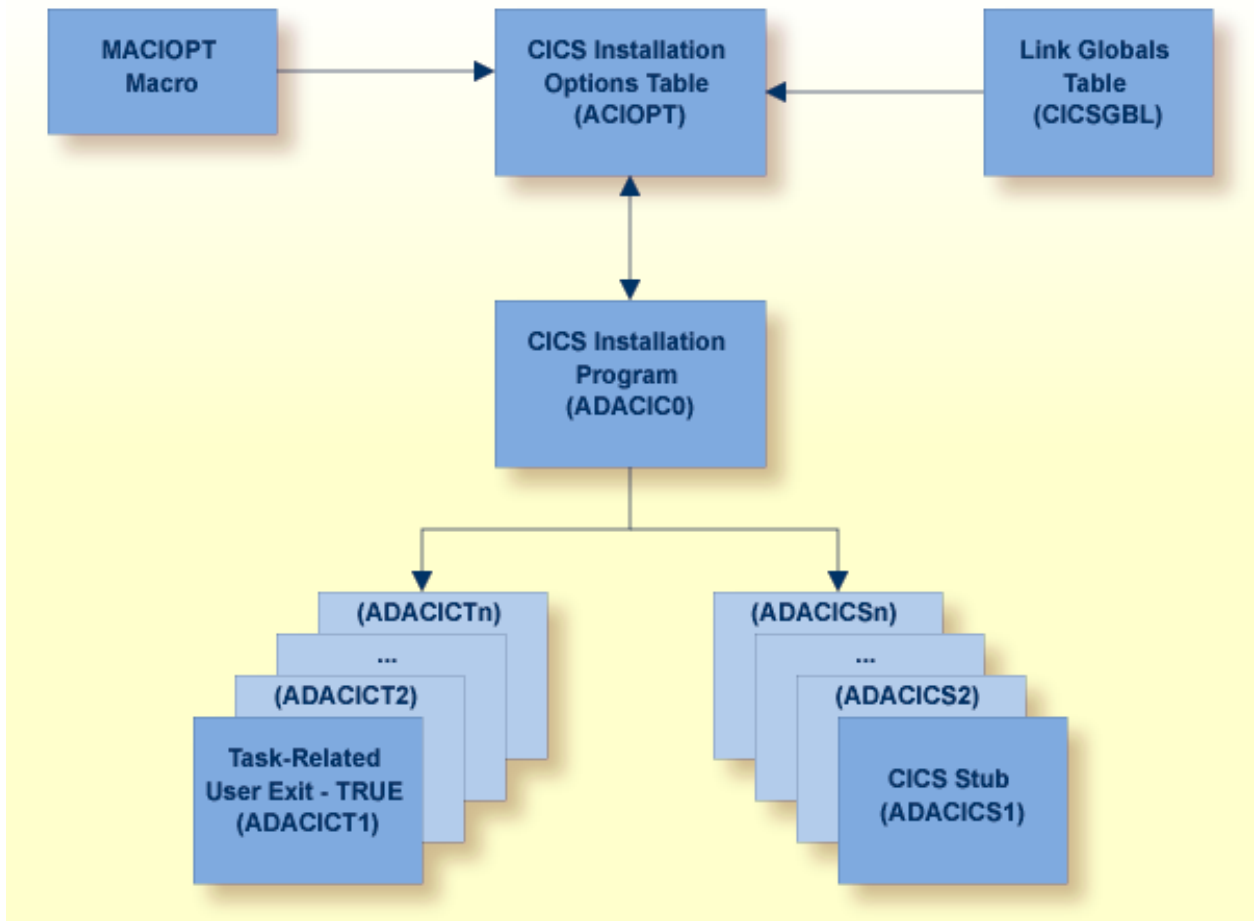 MACIOPT
Macro
CICS Installation
Options Table
(ACIOPT)
Link Globals
Table
(CICSGBL)
CICS Installation
Program
(ADACIC0)
(ADACICTn)
...
(ADACICT2)
Task-Related
User Exit - TRUE
(ADACICT1)
(ADACICSn)
...
(ADACICS2)
CICS Stub
(ADACICS1)